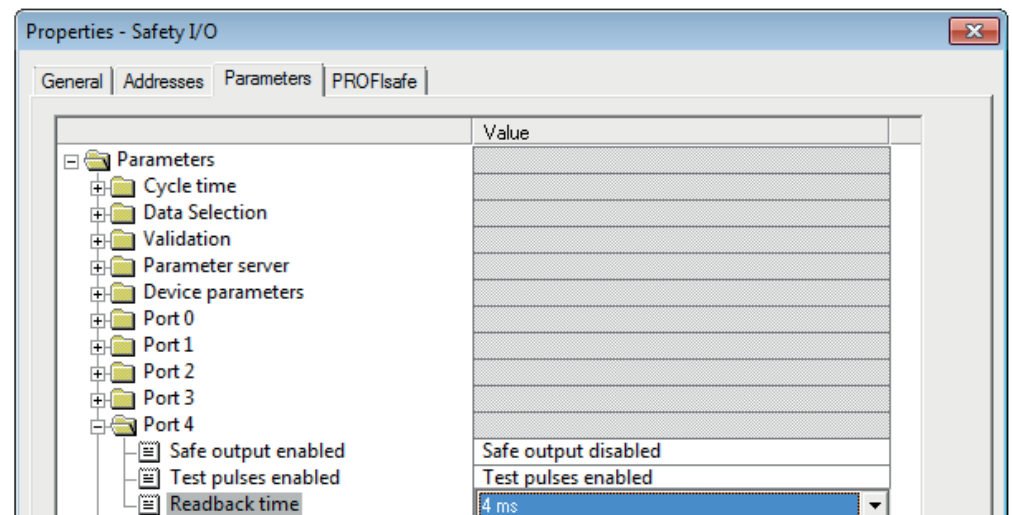 Properties - Safety I/O
General Addresses Parameters PROFIsafe
Value
Parameters
Cycle time
Data Selection
Validation
Parameter server
Device parameters
Port 0
Port 1
Port 2
Port 3
Port 4
Safe output enabled Safe output disabled
Test pulses enabled Test pulses enabled
Readback time 4 ms